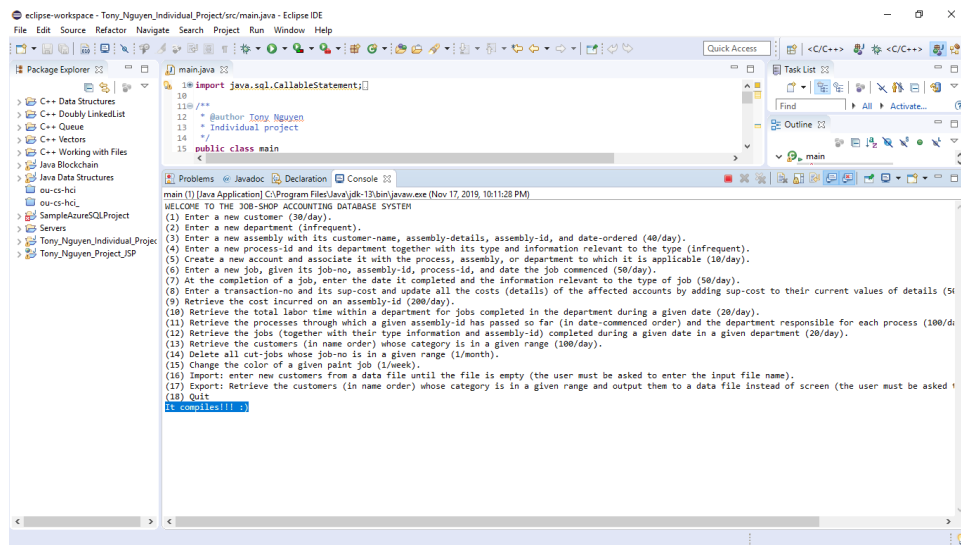 eclipse-workspace - Tony_Nguyen_Individual_Project/src/main.java - Eclipse IDE
File Edit Source Refactor Navigate Search Project Run Window Help
Quick Access
<C/C++>
<C/C++>
Package Explorer
C++ Data Structures
C++ Doubly LinkedList
C++ Queue
C++ Vectors
C++ Working with Files
Java Blockchain
Java Data Structures
ou-cs-hci
ou-cs-hci_
SampleAzureSQLProject
Servers
Tony_Nguyen_Individual_Projec
Tony_Nguyen_Project_JSP
main.java
1 import java.sql.CallableStatement;
10
11 /**
12 * @author Tony Nguyen
13 * Individual project
14 */
15 public class main
Task List
Find
All
Activate...
Outline
main
Problems Javadoc Declaration Console
main (1) [Java Application] C:\Program Files\Java\jdk-13\bin\javaw.exe (Nov 17, 2019, 10:11:28 PM)
WELCOME TO THE JOB-SHOP ACCOUNTING DATABASE SYSTEM
(1) Enter a new customer (30/day).
(2) Enter a new department (infrequent).
(3) Enter a new assembly with its customer-name, assembly-details, assembly-id, and date-ordered (40/day).
(4) Enter a new process-id and its department together with its type and information relevant to the type (infrequent).
(5) Create a new account and associate it with the process, assembly, or department to which it is applicable (10/day).
(6) Enter a new job, given its job-no, assembly-id, process-id, and date the job commenced (50/day).
(7) At the completion of a job, enter the date it completed and the information relevant to the type of job (50/day).
(8) Enter a transaction-no and its sup-cost and update all the costs (details) of the affected accounts by adding sup-cost to their current values of details (50
(9) Retrieve the cost incurred on an assembly-id (200/day).
(10) Retrieve the total labor time within a department for jobs completed in the department during a given date (20/day).
(11) Retrieve the processes through which a given assembly-id has passed so far (in date-commenced order) and the department responsible for each process (100/da
(12) Retrieve the jobs (together with their type information and assembly-id) completed during a given date in a given department (20/day).
(13) Retrieve the customers (in name order) whose category is in a given range (100/day).
(14) Delete all cut-jobs whose job-no is in a given range (1/month).
(15) Change the color of a given paint job (1/week).
(16) Import: enter new customers from a data file until the file is empty (the user must be asked to enter the input file name).
(17) Export: Retrieve the customers (in name order) whose category is in a given range and output them to a data file instead of screen (the user must be asked t
(18) Quit
It compiles!!! :)